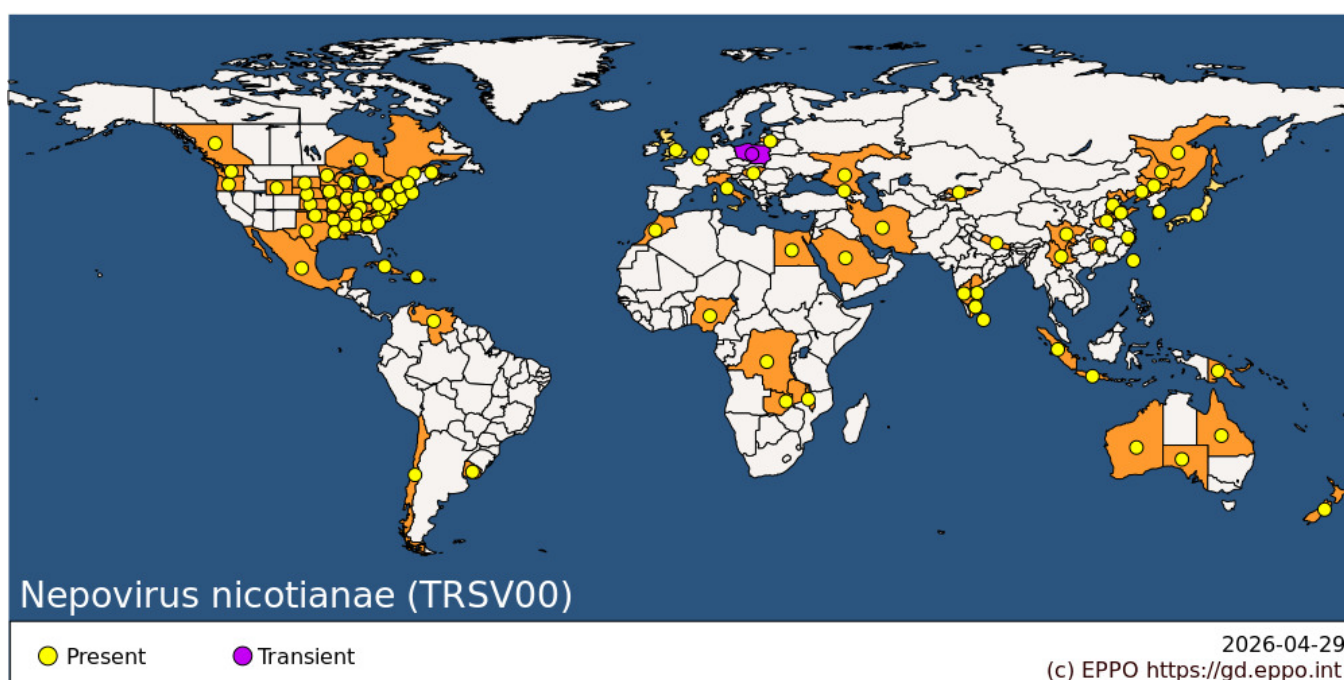 Nepovirus nicotianae (TRSV00)
Present
Transient
2026-04-29
(c) EPPO https://gd.eppo.int